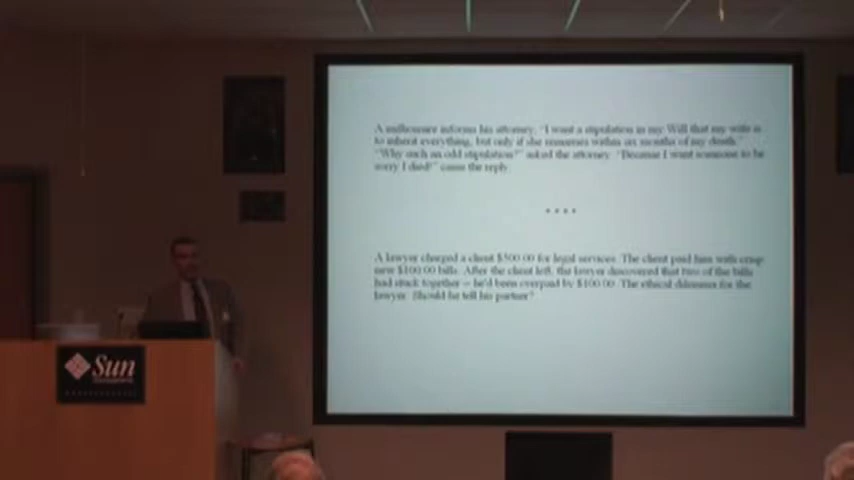 A millionaire informs his attorney, "I want a stipulation in my Will that my wife is
to inherit everything, but only if she remarries within six months of my death."
"Why such an odd stipulation?" asked the attorney. "Because I want someone to be
sorry I died!" came the reply.
* * * *
A lawyer charged a client $500.00 for legal services. The client paid him with crisp
new $100.00 bills. After the client left, the lawyer discovered that two of the bills
had stuck together – he'd been overpaid by $100.00. The ethical dilemma for the
lawyer: Should he tell his partner?
Sun